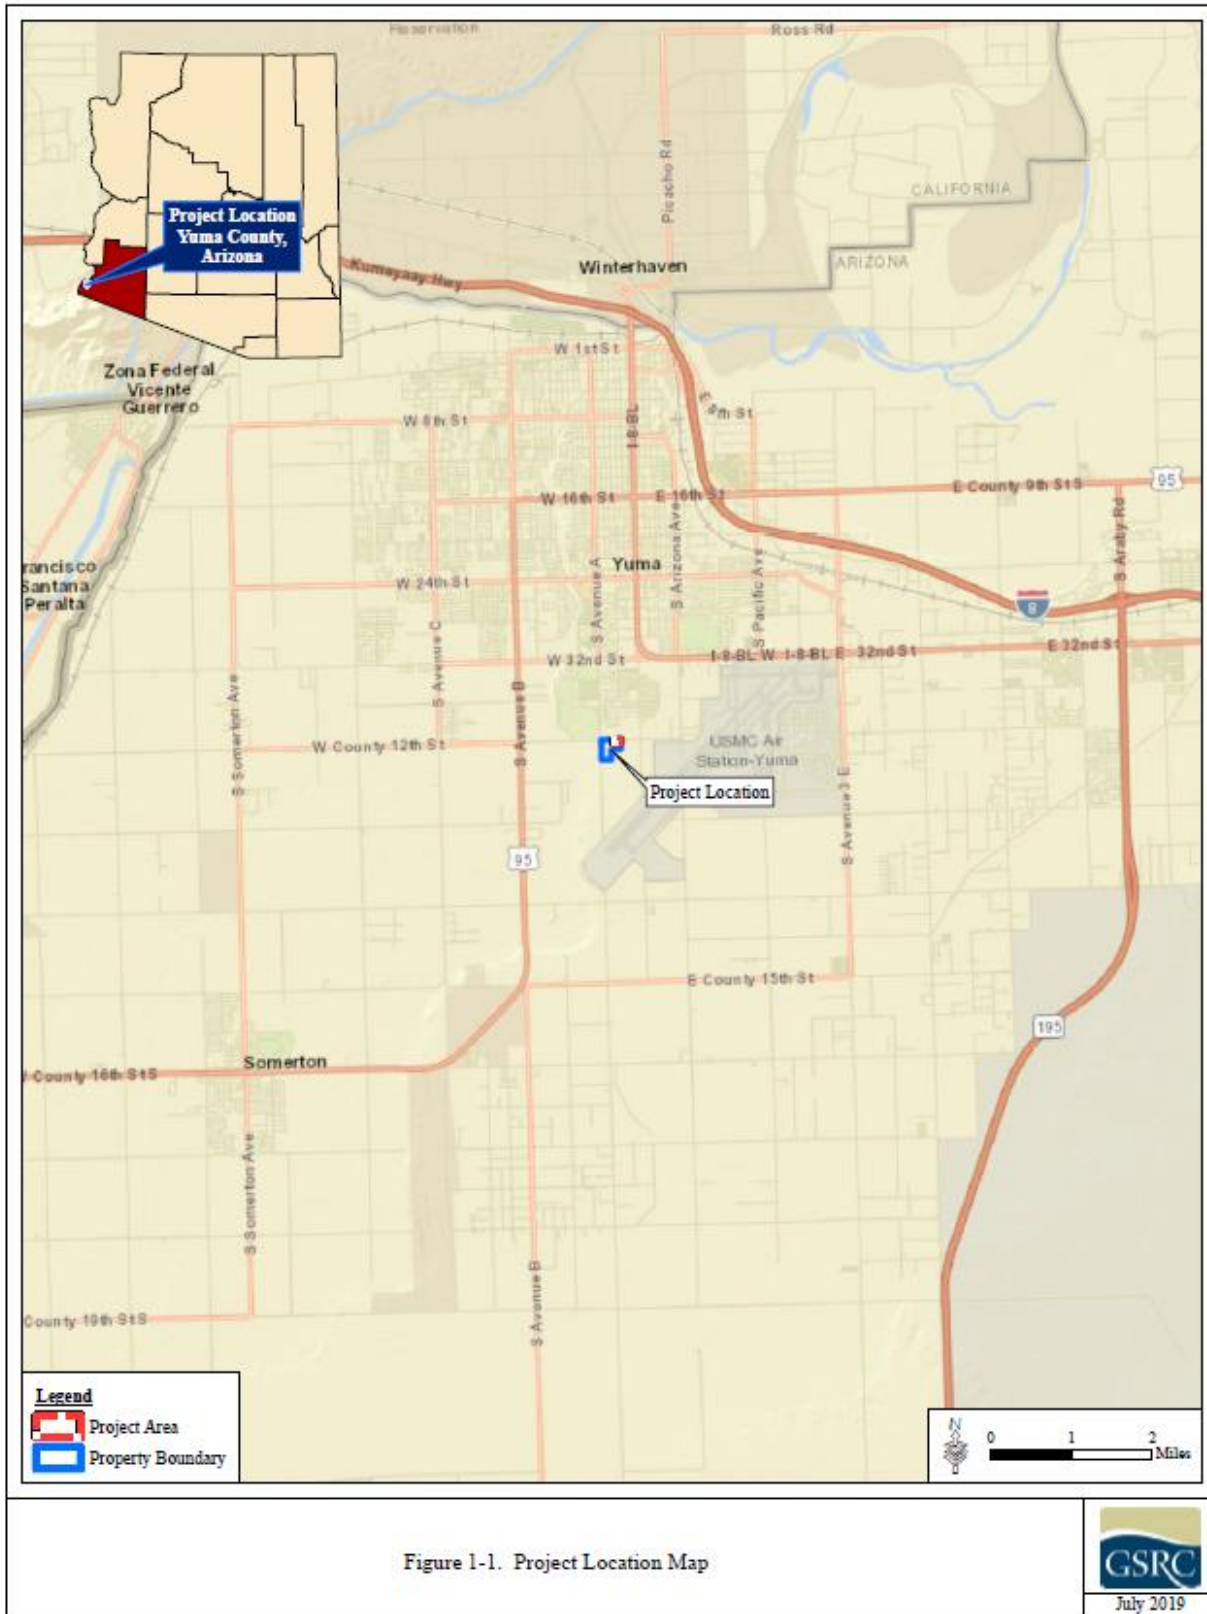 Reservation
Ross Rd
Picacho Rd
CALIFORNIA
ARIZONA
Project Location
Yuma County,
Arizona
Kumeyaay Hwy
Winterhaven
W 1st St
Zona Federal
Vicente
Guerrero
W 8th St
I-8-BL
E 8th St
W 16th St
E 16th St
E County 9th St S
95
S Araby Rd
rancisco
Santana
Peralta
Yuma
W 24th St
S Avenue A
S Arizona Ave
S Pacific Ave
8
S Avenue C
W 32nd St
I-8-BL W I-8-BL E 32nd St
E 32nd St
S Somerton Ave
S Avenue B
W County 12th St
USMC Air
Station-Yuma
Project Location
S Avenue 3 E
95
E County 15th St
195
Somerton
County 16th St S
S Somerton Ave
S Avenue B
County 19th St S
Legend
Project Area
Property Boundary
N
0 1 2
Miles
Figure 1-1. Project Location Map
GSRC
July 2019